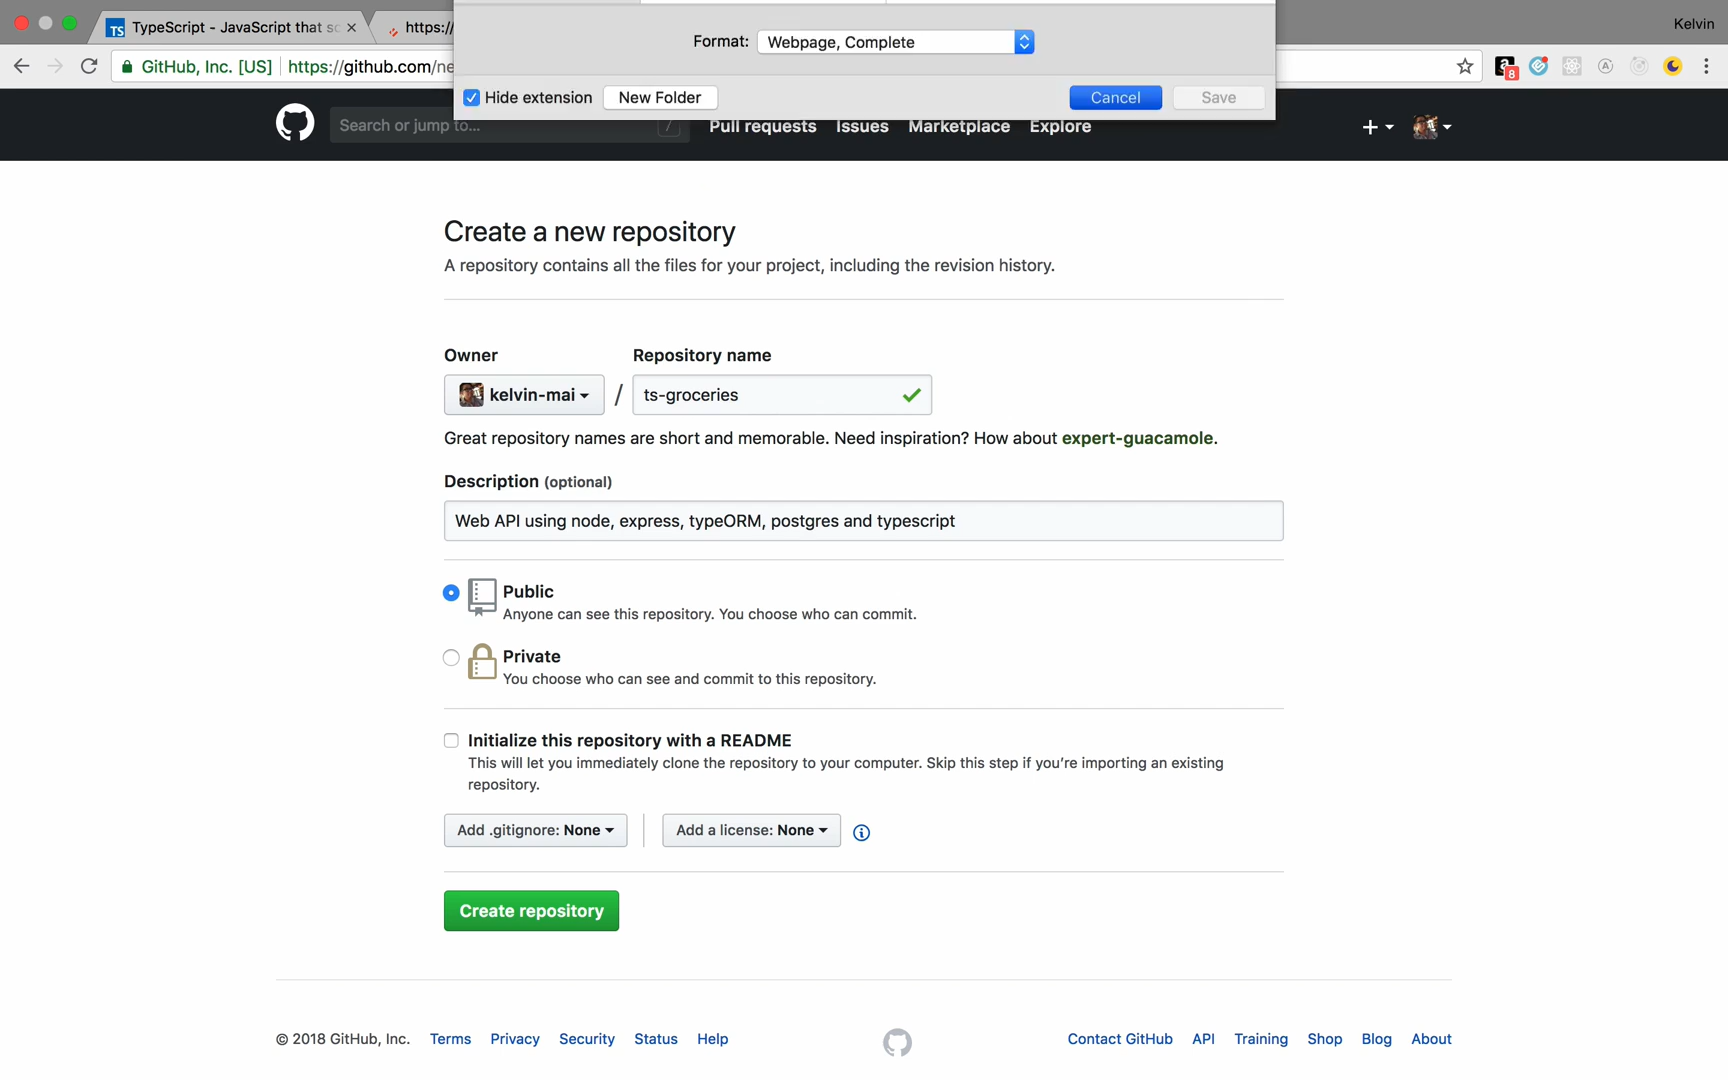 TS TypeScript - JavaScript that sc
https:/
Kelvin
GitHub, Inc. [US] https://github.com/ne
8
Format: Webpage, Complete
Hide extension New Folder Cancel Save
Search or jump to... / Pull requests Issues Marketplace Explore
Create a new repository
A repository contains all the files for your project, including the revision history.
Owner Repository name
kelvin-mai / ts-groceries
Great repository names are short and memorable. Need inspiration? How about expert-guacamole.
Description (optional)
Web API using node, express, typeORM, postgres and typescript
Public
Anyone can see this repository. You choose who can commit.
Private
You choose who can see and commit to this repository.
Initialize this repository with a README
This will let you immediately clone the repository to your computer. Skip this step if you're importing an existing
repository.
Add .gitignore: None Add a license: None
Create repository
© 2018 GitHub, Inc. Terms Privacy Security Status Help Contact GitHub API Training Shop Blog About